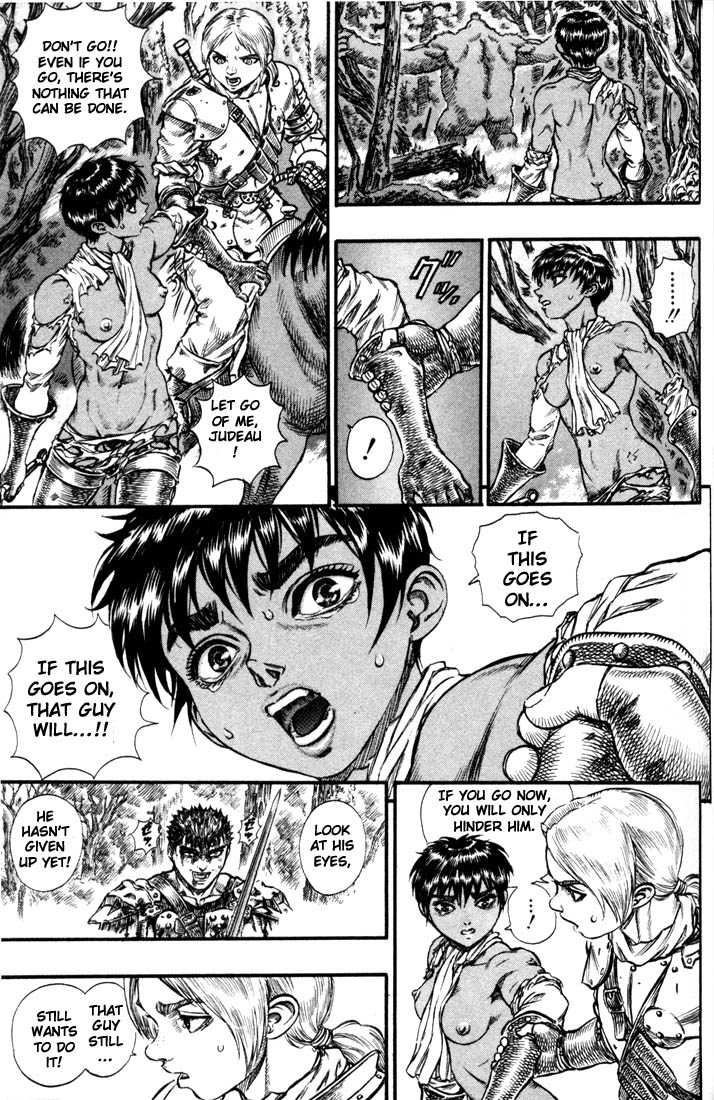 ......!!
グッ
!
DON'T GO!!
EVEN IF YOU
GO, THERE'S
NOTHING THAT
CAN BE DONE.
LET GO
OF ME,
JUDEAU
!
IF
THIS
GOES
ON...
IF THIS
GOES ON,
THAT GUY
WILL...!!
IF YOU GO NOW,
YOU WILL ONLY
HINDER HIM.
...!!
LOOK
AT HIS
EYES,
HE
HASN'T
GIVEN
UP YET!
THAT
GUY
STILL
...
STILL
WANTS
TO DO
IT!